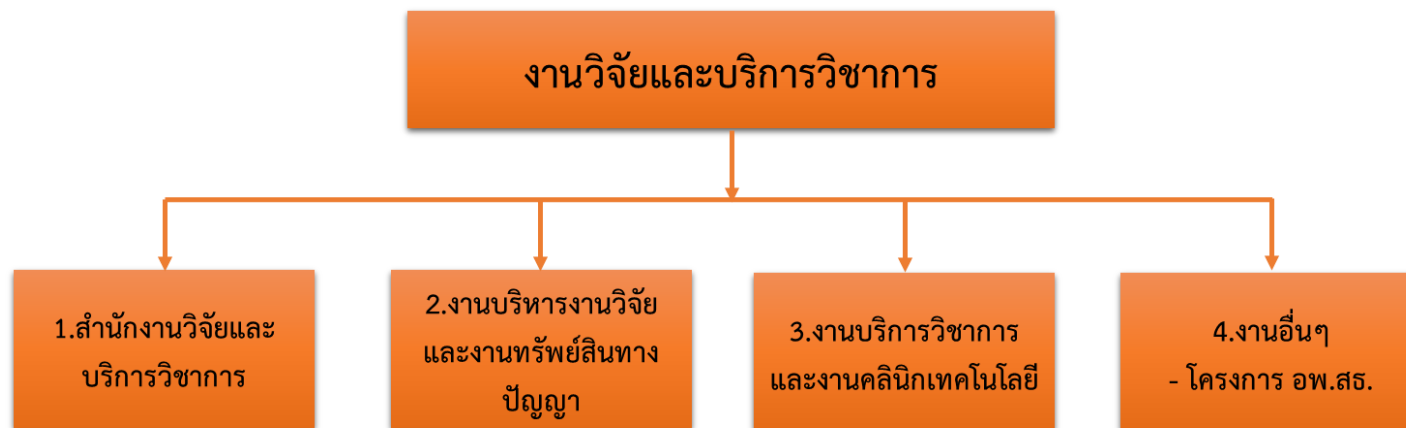 งานวิจัยและบริการวิชาการ
1.สำนักงานวิจัยและ
บริการวิชาการ
2.งานบริหารงานวิจัย
และงานทรัพย์สินทาง
ปัญญา
3.งานบริการวิชาการ
และงานคลินิกเทคโนโลยี
4.งานอื่นๆ
- โครงการ อพ.สธ.